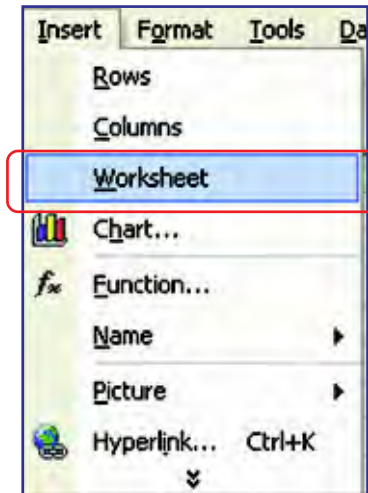 Insert Format Tools Da
Rows
Columns
Worksheet
Chart...
fx Function...
Name
Picture
Hyperlink... Ctrl+K